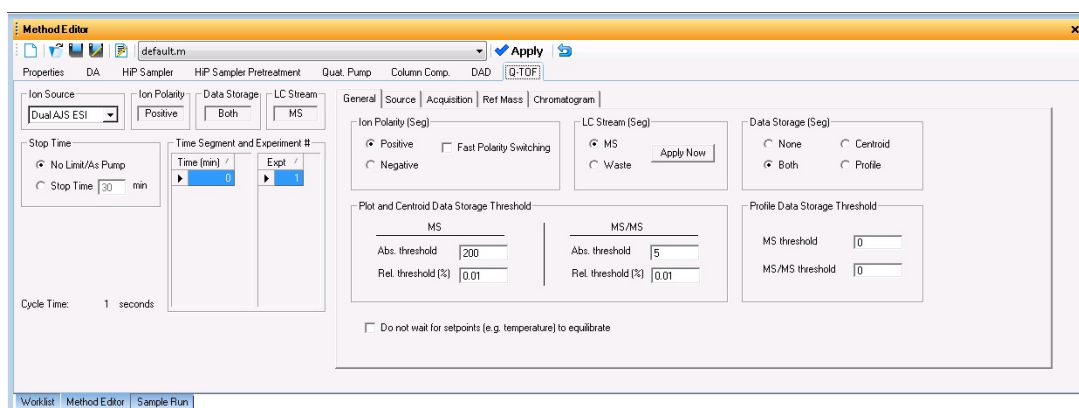 Method Editor
default.m Apply
Properties DA HiP Sampler HiP Sampler Pretreatment Quat. Pump Column Comp. DAD Q-TOF
Ion Source Ion Polarity Data Storage LC Stream
Dual AJS ESI Positive Both MS
General Source Acquisition Ref Mass Chromatogram
Stop Time
No Limit/As Pump
Stop Time 30 min
Time Segment and Experiment #
Time (min) Expt
0 1
Cycle Time: 1 seconds
Ion Polarity (Seg)
Positive Fast Polarity Switching
Negative
LC Stream (Seg)
MS
Waste
Apply Now
Data Storage (Seg)
None Centroid
Both Profile
Plot and Centroid Data Storage Threshold
MS MS/MS
Abs. threshold 200 Abs. threshold 5
Rel. threshold (%) 0.01 Rel. threshold (%) 0.01
Profile Data Storage Threshold
MS threshold 0
MS/MS threshold 0
Do not wait for setpoints (e.g. temperature) to equilibrate
Worklist Method Editor Sample Run